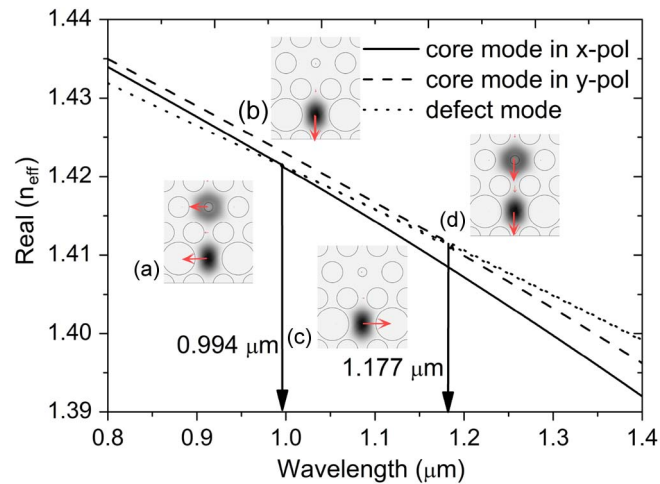 1.44
1.43
1.42
1.41
1.40
1.39
Real (n_eff)
core mode in x-pol
core mode in y-pol
defect mode
(b)
(d)
(a)
(c)
0.994 μm
1.177 μm
0.8 0.9 1.0 1.1 1.2 1.3 1.4
Wavelength (μm)